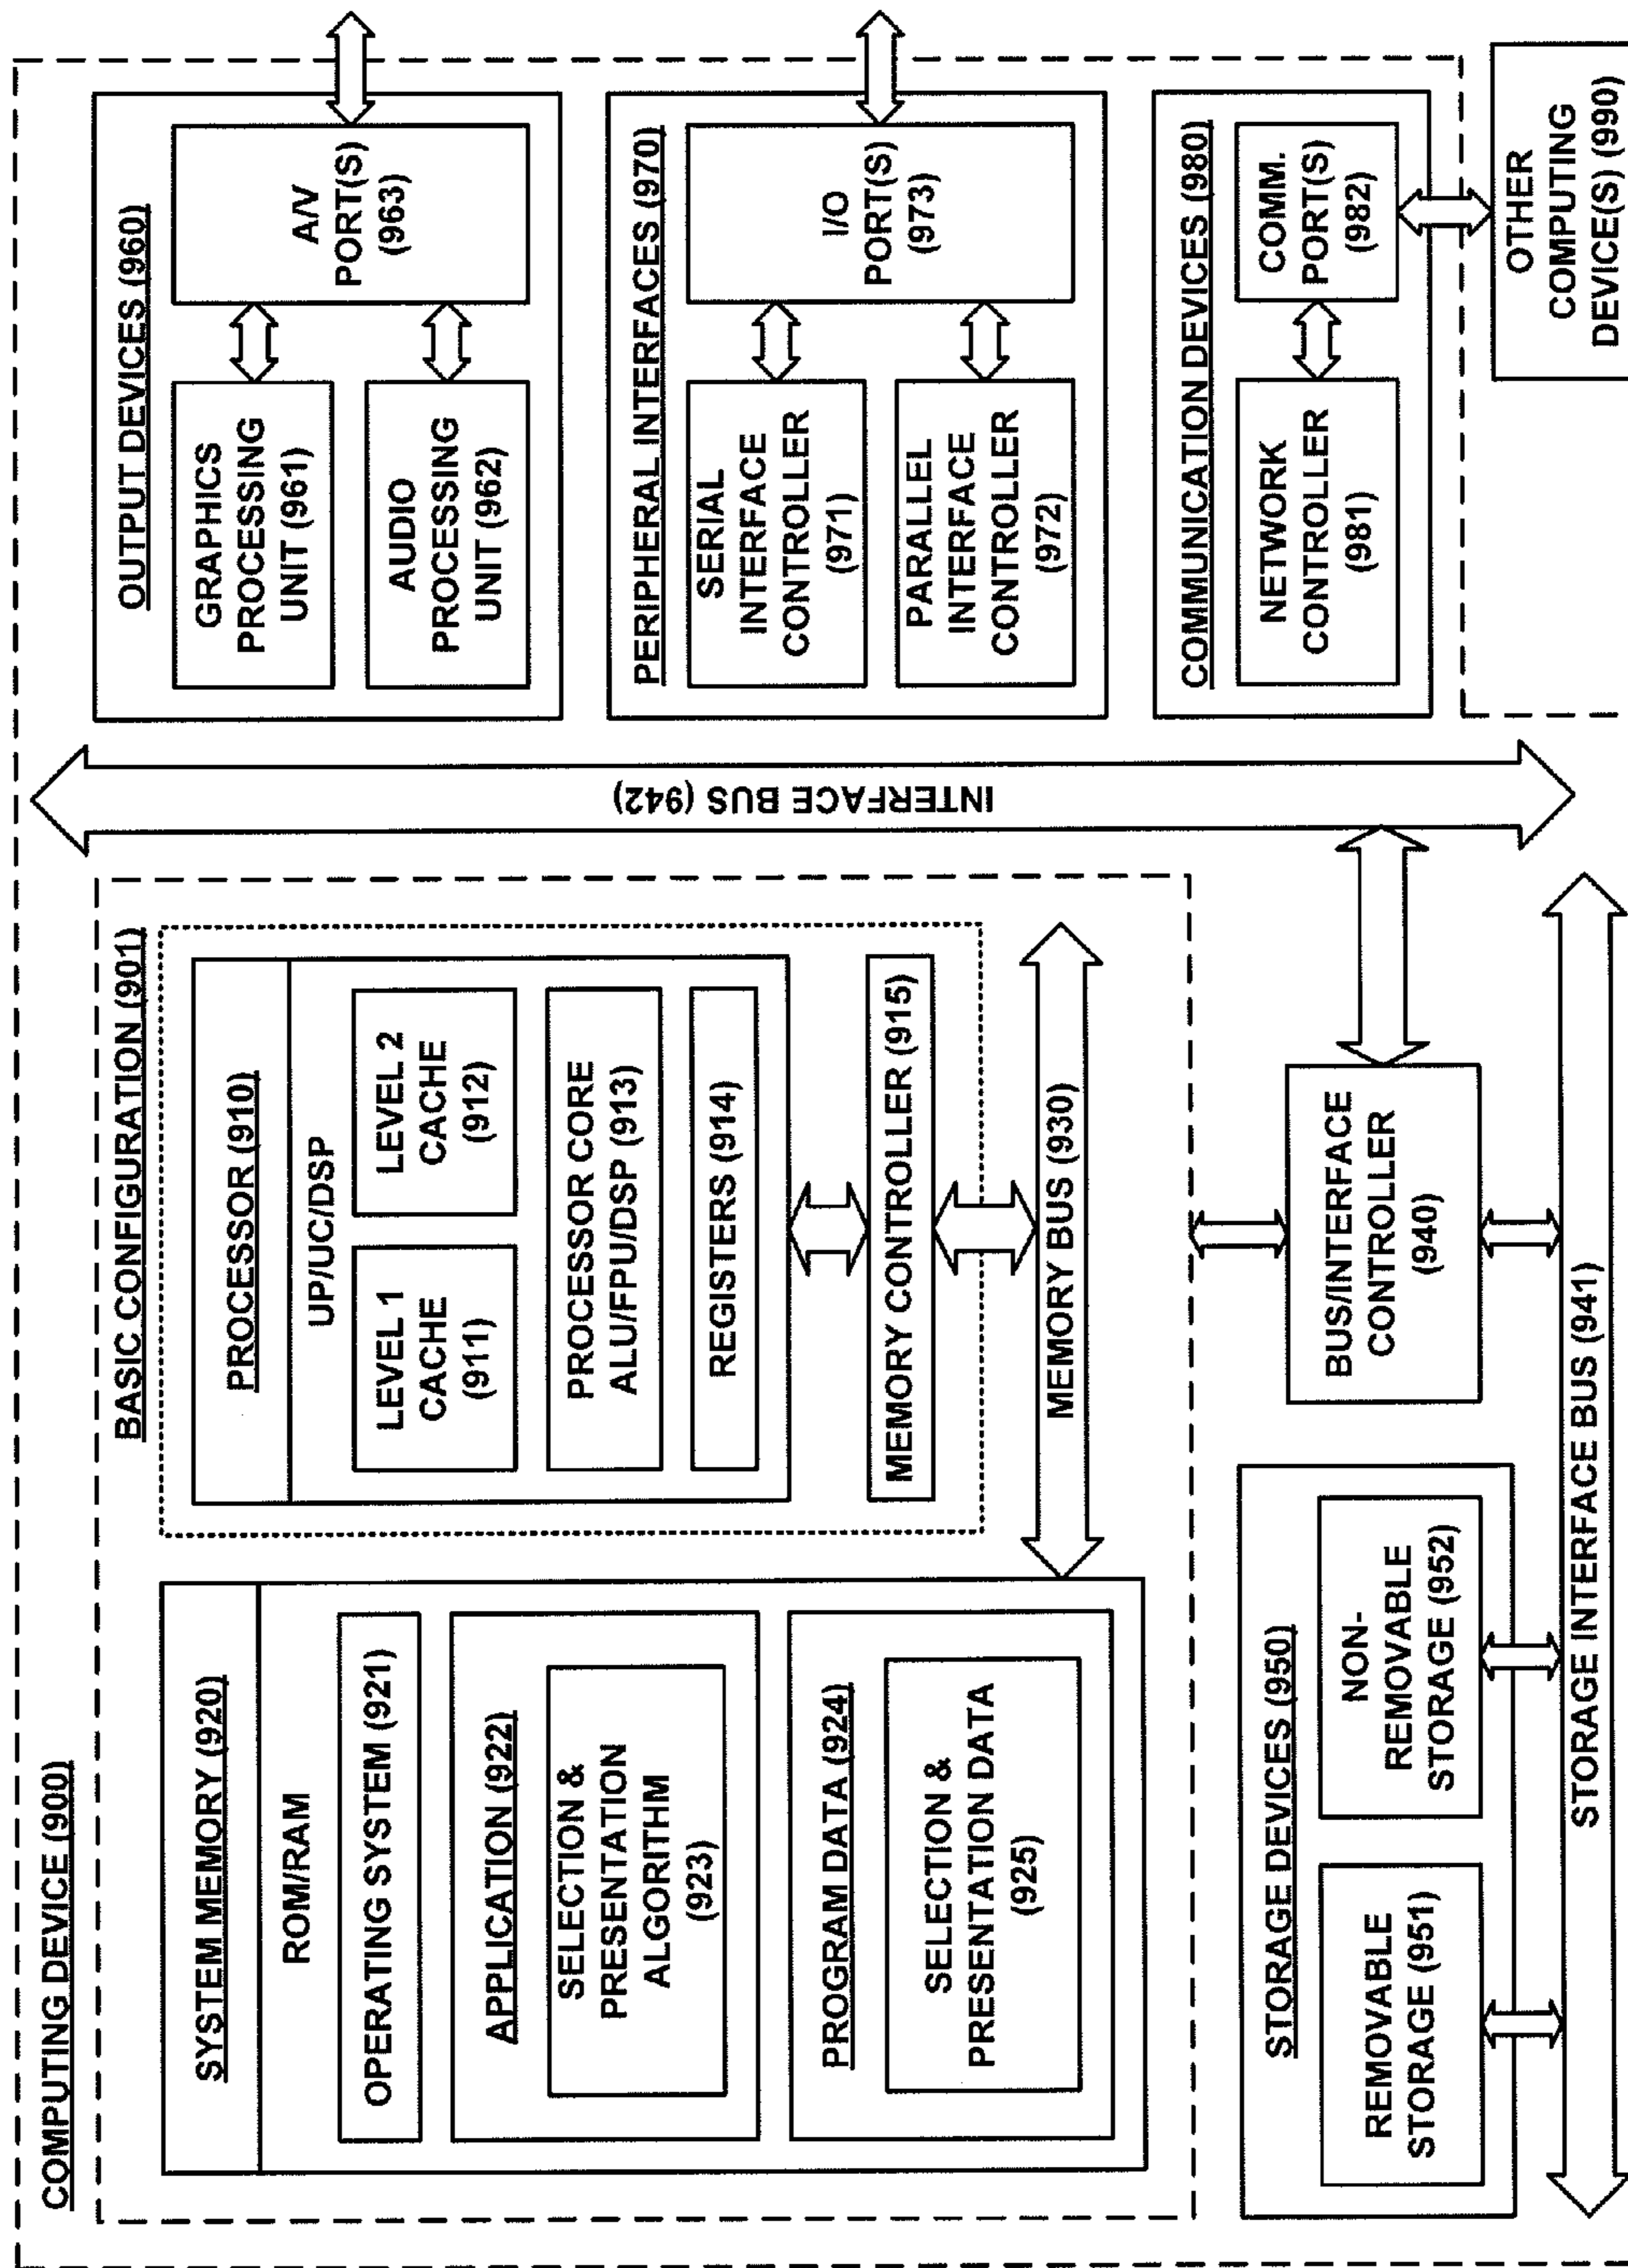 COMPUTING DEVICE (900)
BASIC CONFIGURATION (901)
SYSTEM MEMORY (920)
ROM/RAM
OPERATING SYSTEM (921)
APPLICATION (922)
SELECTION &
PRESENTATION
ALGORITHM
(923)
PROGRAM DATA (924)
SELECTION &
PRESENTATION DATA
(925)
PROCESSOR (910)
UP/UC/DSP
LEVEL 1
CACHE
(911)
LEVEL 2
CACHE
(912)
PROCESSOR CORE
ALU/FPU/DSP (913)
REGISTERS (914)
MEMORY CONTROLLER (915)
MEMORY BUS (930)
BUS/INTERFACE
CONTROLLER
(940)
STORAGE DEVICES (950)
REMOVABLE
STORAGE (951)
NON-
REMOVABLE
STORAGE (952)
STORAGE INTERFACE BUS (941)
INTERFACE BUS (942)
OUTPUT DEVICES (960)
GRAPHICS
PROCESSING
UNIT (961)
AUDIO
PROCESSING
UNIT (962)
A/V
PORT(S)
(963)
PERIPHERAL INTERFACES (970)
SERIAL
INTERFACE
CONTROLLER
(971)
PARALLEL
INTERFACE
CONTROLLER
(972)
I/O
PORT(S)
(973)
COMMUNICATION DEVICES (980)
NETWORK
CONTROLLER
(981)
COMM.
PORT(S)
(982)
OTHER
COMPUTING
DEVICE(S) (990)